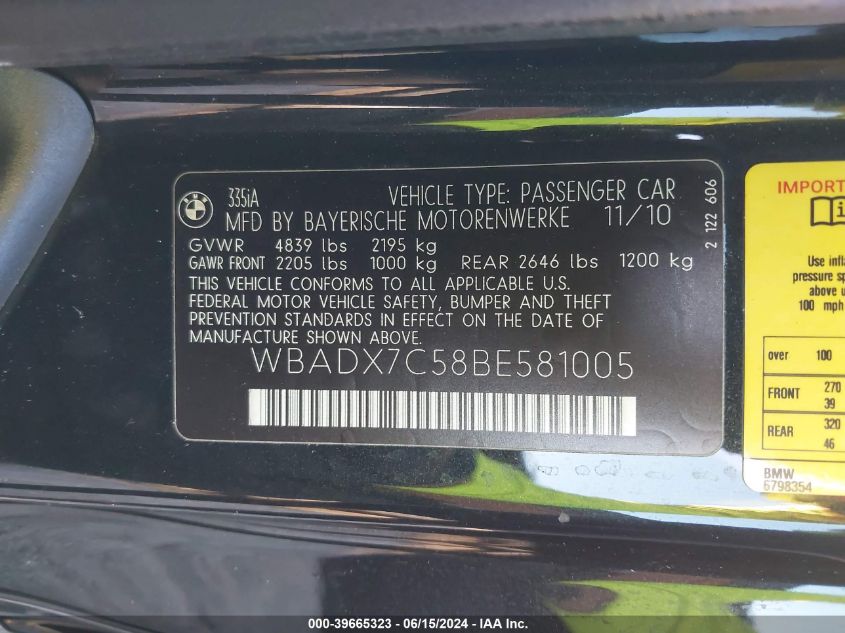 335iA
VEHICLE TYPE: PASSENGER CAR
MFD BY BAYERISCHE MOTORENWERKE 11/10
GVWR 4839 lbs 2195 kg
GAWR FRONT 2205 lbs 1000 kg REAR 2646 lbs 1200 kg
THIS VEHICLE CONFORMS TO ALL APPLICABLE U.S.
FEDERAL MOTOR VEHICLE SAFETY, BUMPER AND THEFT
PREVENTION STANDARDS IN EFFECT ON THE DATE OF
MANUFACTURE SHOWN ABOVE.
WBADX7C58BE581005
2 122 606
IMPORT
Use infl
pressure sp
above u
100 mph
over 100
FRONT 270
39
REAR 320
46
BMW
6798354
000-39665323 - 06/15/2024 - IAA Inc.